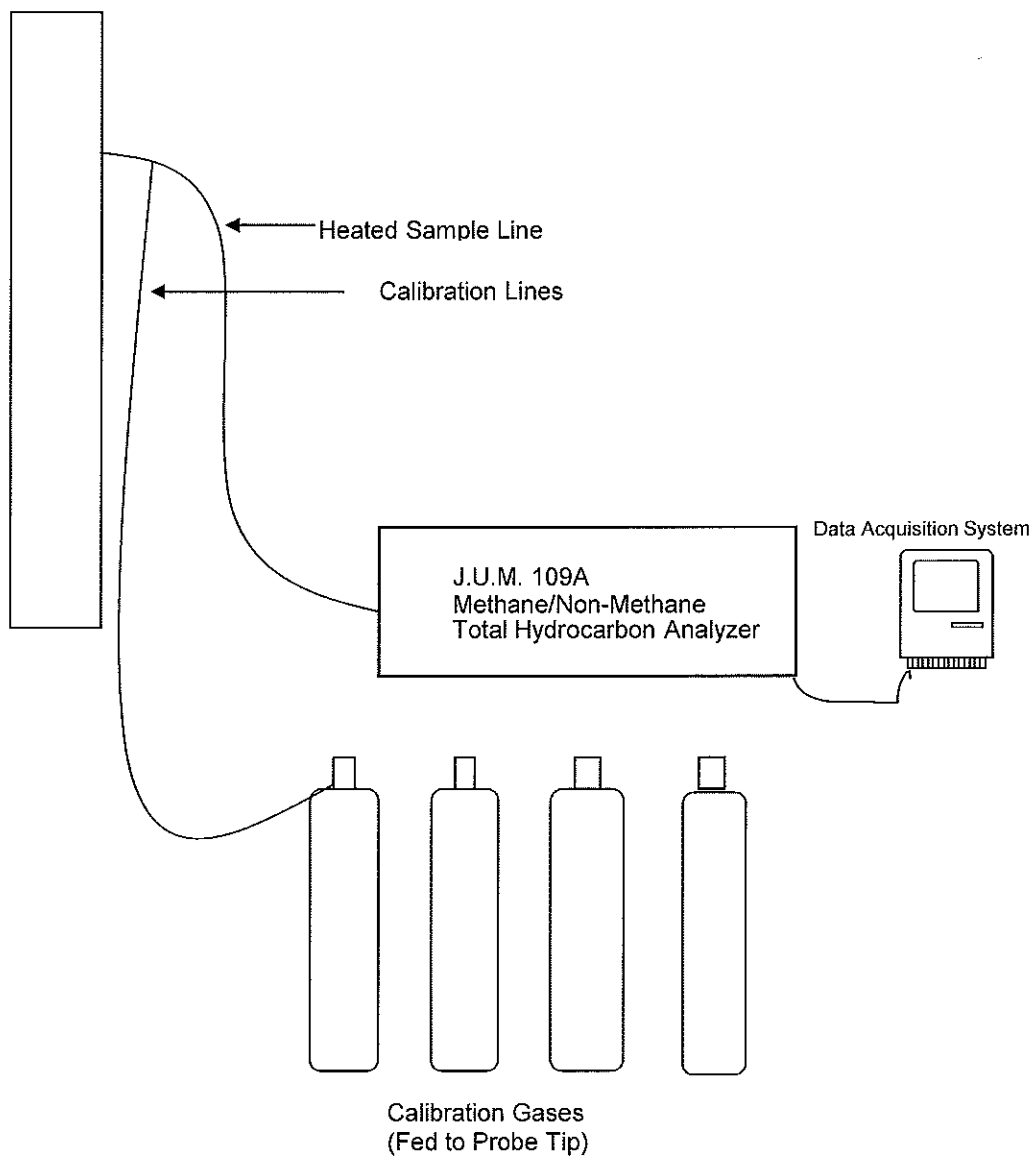 Heated Sample Line
Calibration Lines
Data Acquisition System
J.U.M. 109A
Methane/Non-Methane
Total Hydrocarbon Analyzer
Calibration Gases
(Fed to Probe Tip)